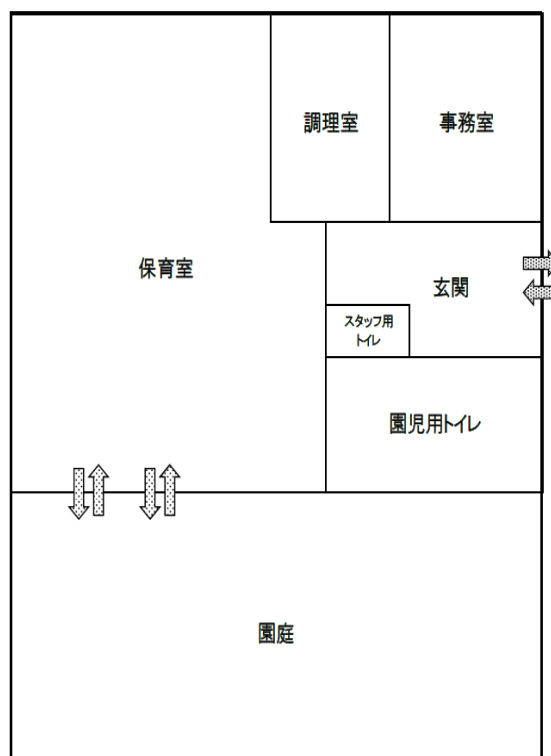 調理室
事務室
保育室
玄関
スタッフ用
トイレ
園児用トイレ
園庭